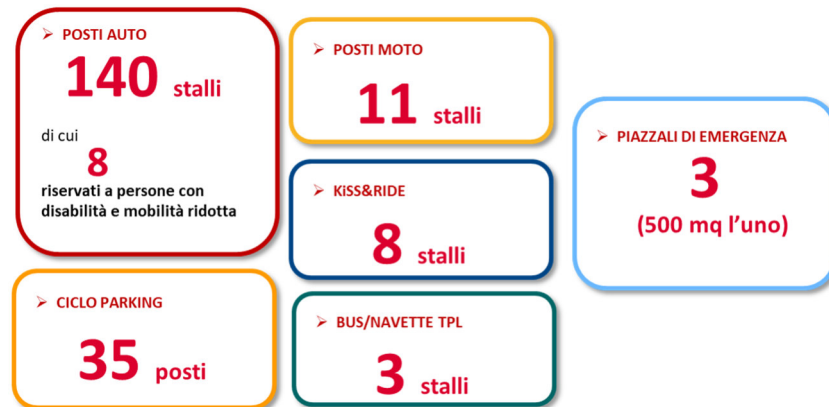 ➢ POSTI AUTO
140 stalli
di cui
8
riservati a persone con
disabilità e mobilità ridotta
➢ CICLO PARKING
35 posti
➢ POSTI MOTO
11 stalli
➢ KiSS&RIDE
8 stalli
➢ BUS/NAVETTE TPL
3 stalli
➢ PIAZZALI DI EMERGENZA
3
(500 mq l’uno)